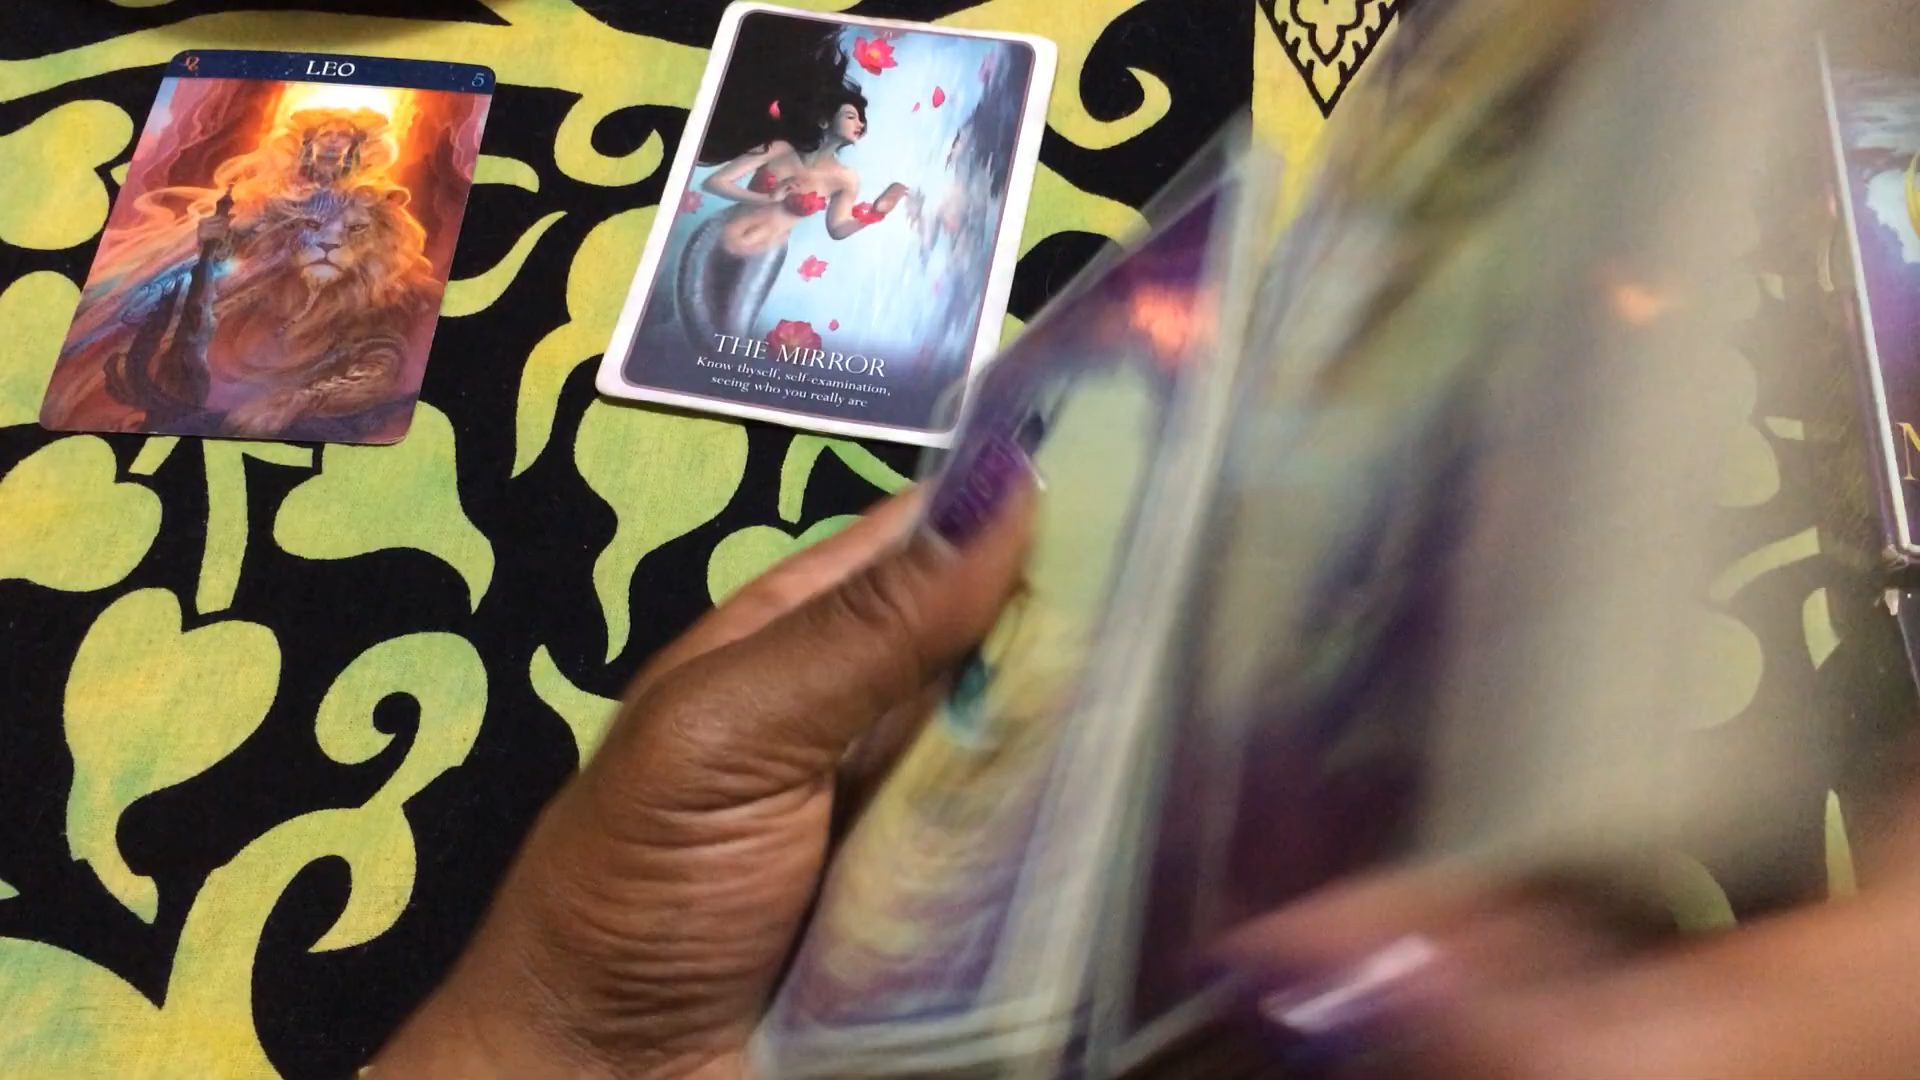 LEO
5
THE MIRROR
Know thyself, self-examination,
seeing who you really are